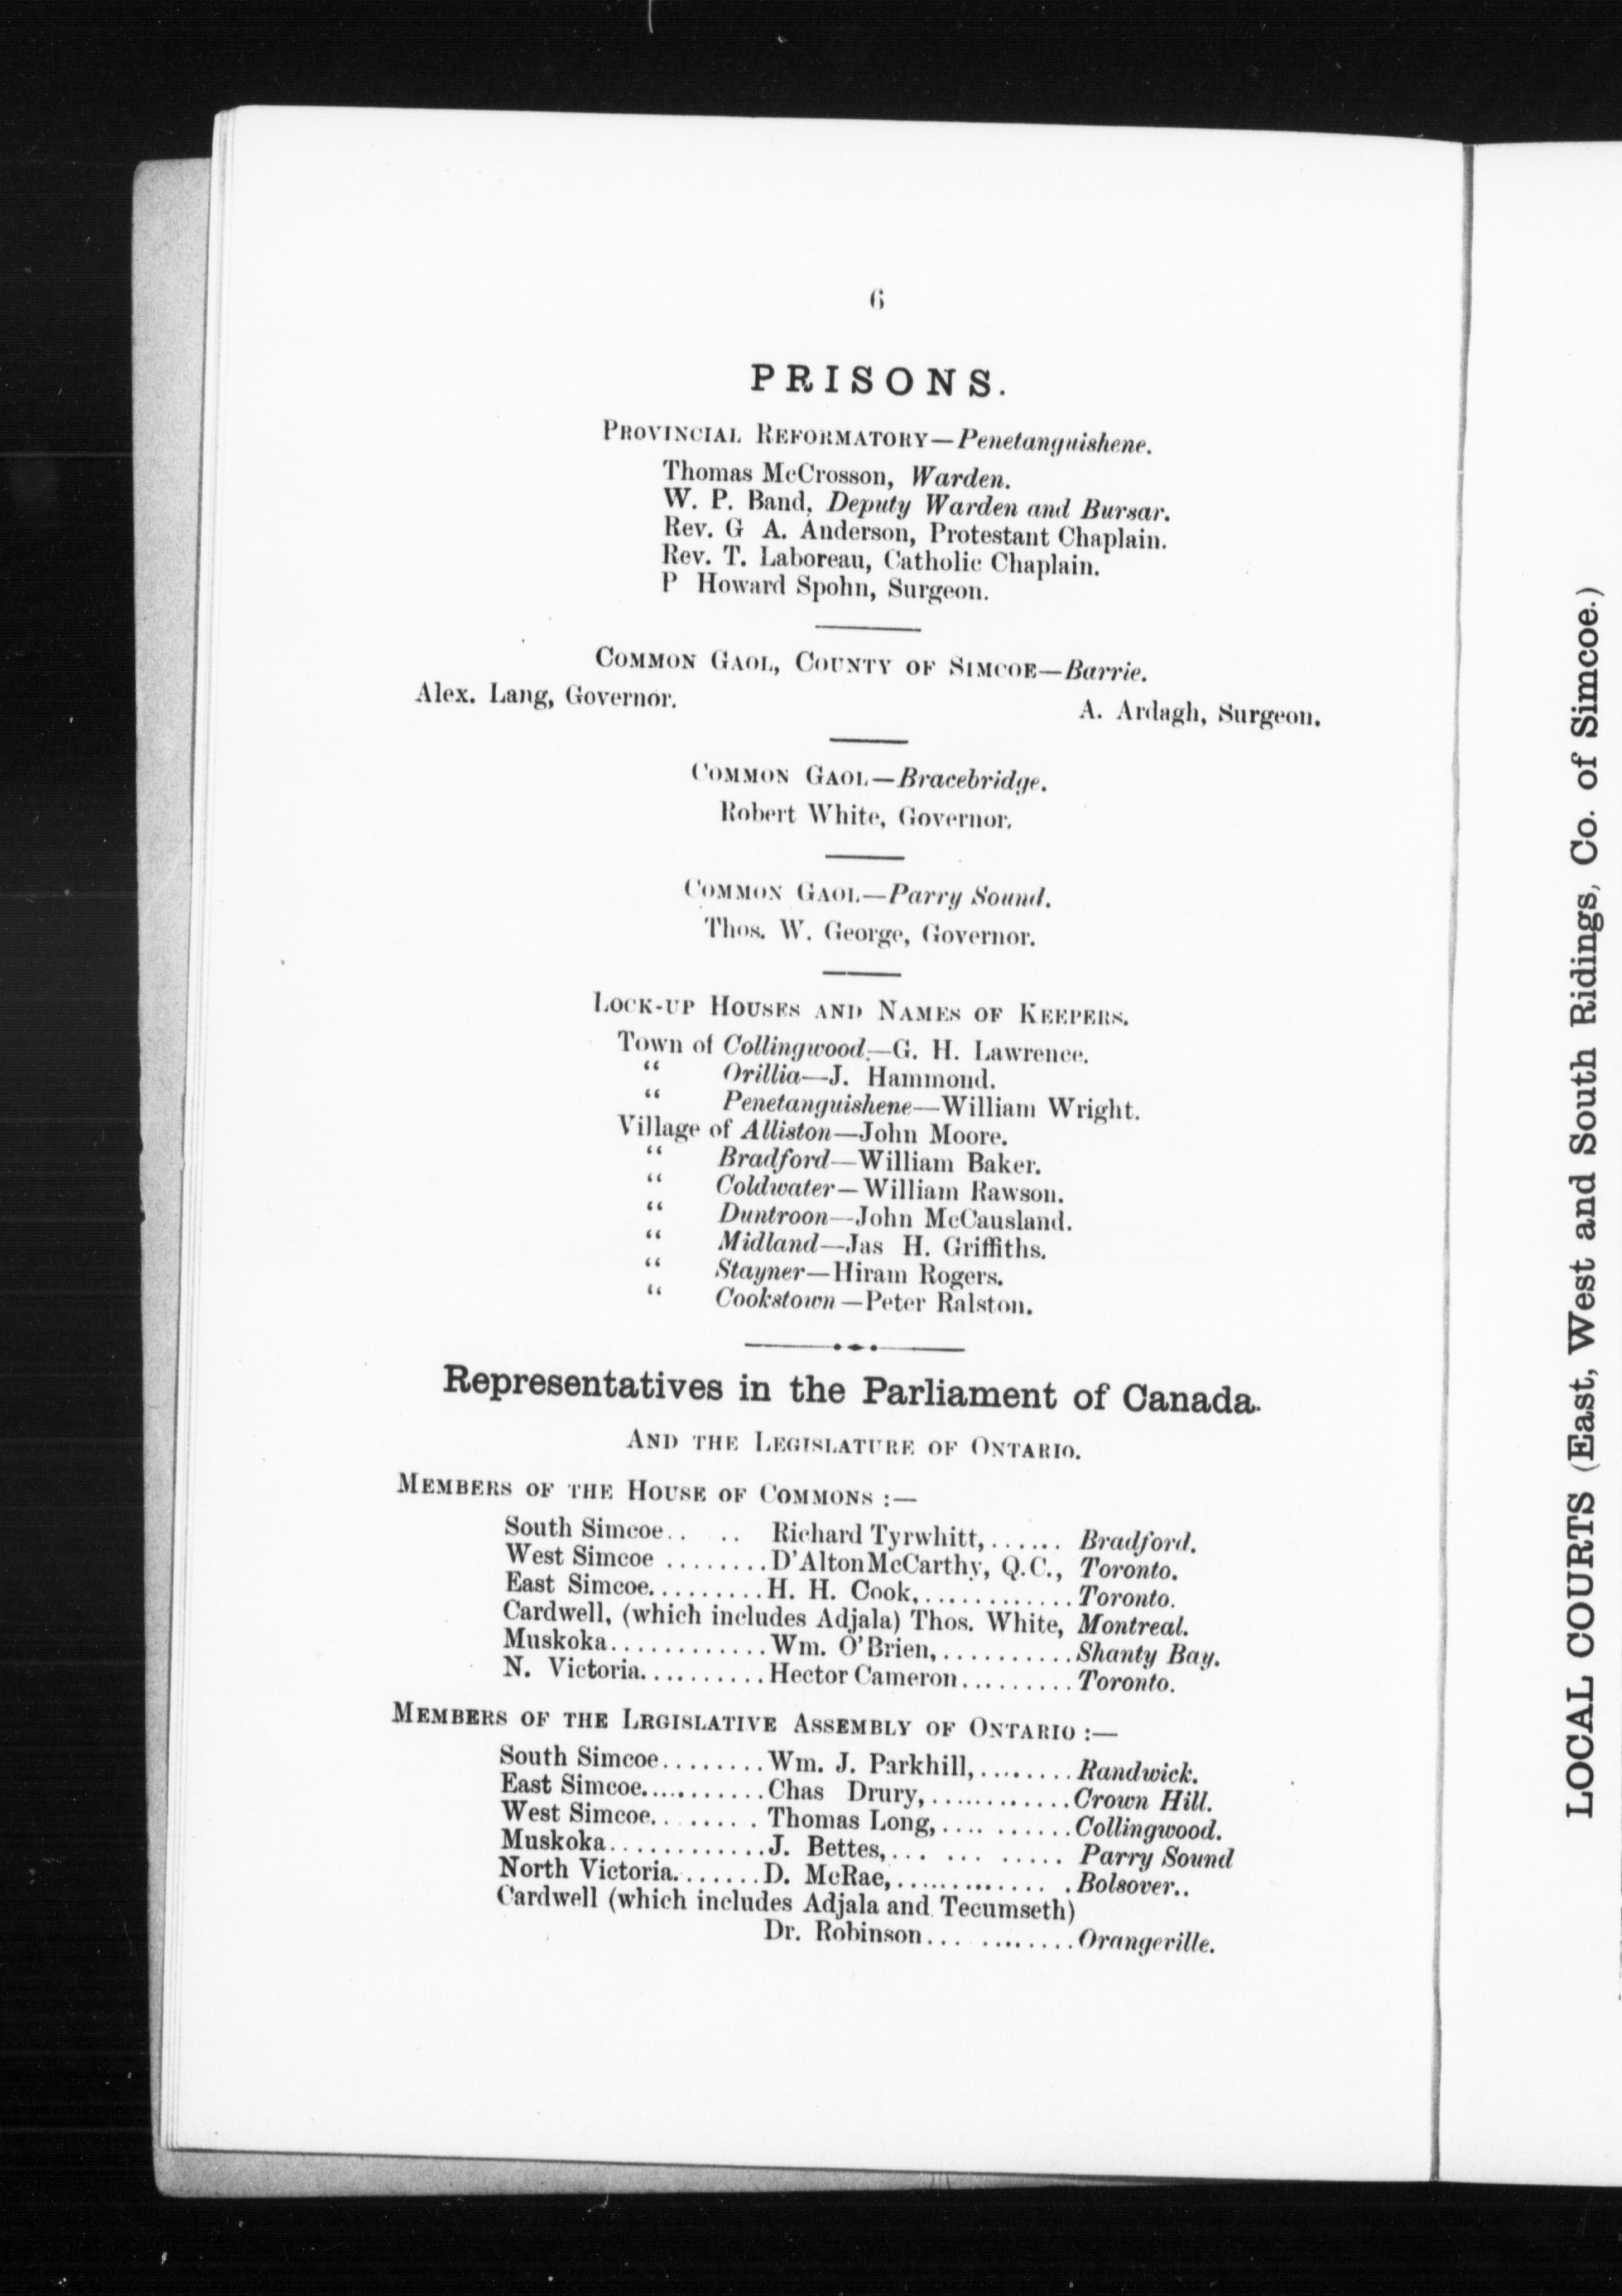 6
PRISONS.
PROVINCIAL REFORMATORY—Penetanguishene.
Thomas McCrosson, Warden.
W. P. Band, Deputy Warden and Bursar.
Rev. G A. Anderson, Protestant Chaplain.
Rev. T. Laboreau, Catholic Chaplain.
P Howard Spohn, Surgeon.
COMMON GAOL, COUNTY OF SIMCOE—Barrie.
Alex. Lang, Governor. A. Ardagh, Surgeon.
COMMON GAOL—Bracebridge.
Robert White, Governor.
COMMON GAOL—Parry Sound.
Thos. W. George, Governor.
LOCK-UP HOUSES AND NAMES OF KEEPERS.
Town of Collingwood.—G. H. Lawrence.
“ Orillia—J. Hammond.
“ Penetanguishene—William Wright.
Village of Alliston—John Moore.
“ Bradford—William Baker.
“ Coldwater—William Rawson.
“ Duntroon—John McCausland.
“ Midland—Jas H. Griffiths.
“ Stayner—Hiram Rogers.
“ Cookstown—Peter Ralston.
Representatives in the Parliament of Canada.
AND THE LEGISLATURE OF ONTARIO.
MEMBERS OF THE HOUSE OF COMMONS :—
South Simcoe.. .. Richard Tyrwhitt,...... Bradford.
West Simcoe ........D'AltonMcCarthy, Q.C., Toronto.
East Simcoe.........H. H. Cook,.............Toronto.
Cardwell, (which includes Adjala) Thos. White, Montreal.
Muskoka............Wm. O'Brien,...........Shanty Bay.
N. Victoria..........Hector Cameron.........Toronto.
MEMBERS OF THE LRGISLATIVE ASSEMBLY OF ONTARIO :—
South Simcoe........Wm. J. Parkhill,........Randwick.
East Simcoe...........Chas Drury,............Crown Hill.
West Simcoe.. ...... Thomas Long,.... .......Collingwood.
Muskoka.............J. Bettes,... ... ..... Parry Sound
North Victoria.......D. McRae,............. .Bolsover..
Cardwell (which includes Adjala and Tecumseth)
Dr. Robinson... .........Orangeville.
LOCAL COURTS (East, West and South Ridings, Co. of Simcoe.)